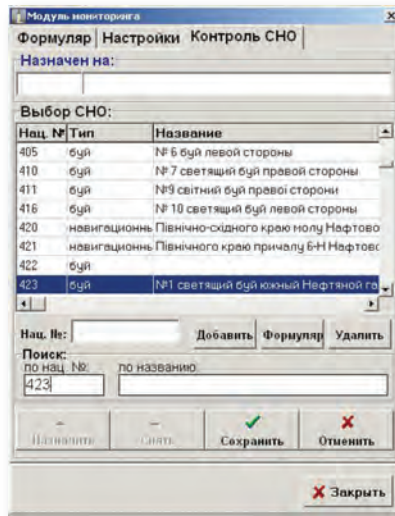 Модуль мониторинга
Формуляр Настройки Контроль СНО
Назначен на:
Выбор СНО:
Нац. № Тип Название
405 буй № 6 буй левой стороны
410 буй № 7 светящий буй правой стороны
411 буй №9 світний буй правої сторони
416 буй № 10 светящий буй левой стороны
420 навигационнь Північно-східного краю молу Нафтово
421 навигационнь Північного краю причалу 6-Н Нафтово
422 буй
423 буй №1 светящий буй южный Нефтяной га
Нац. №: Добавить Формуляр Удалить
Поиск:
по нац. №: по названию:
423
Назначить Снять Сохранить Отменить
Закрыть